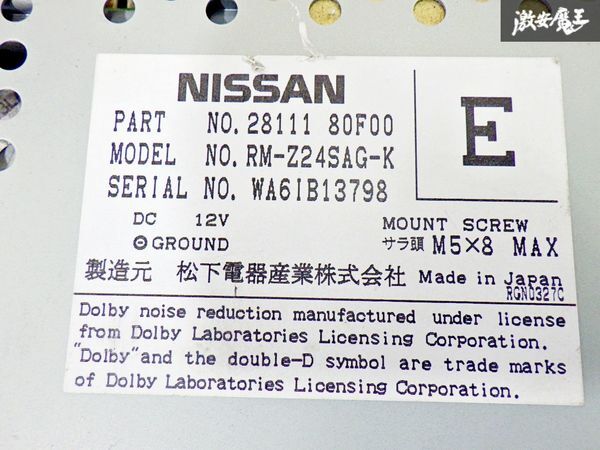 激安魔王
NISSAN
PART NO. 28111 80F00
MODEL NO. RM-Z24SAG-K
SERIAL NO. WA6IB13798
E
DC 12V
GROUND
MOUNT SCREW
サラ頭 M5×8 MAX
製造元 松下電器産業株式会社 Made in Japan
RGN0327C
Dolby noise reduction manufactured under license
from Dolby Laboratories Licensing Corporation.
"Dolby"and the double-D symbol are trade marks
of Dolby Laboratories Licensing Corporation.